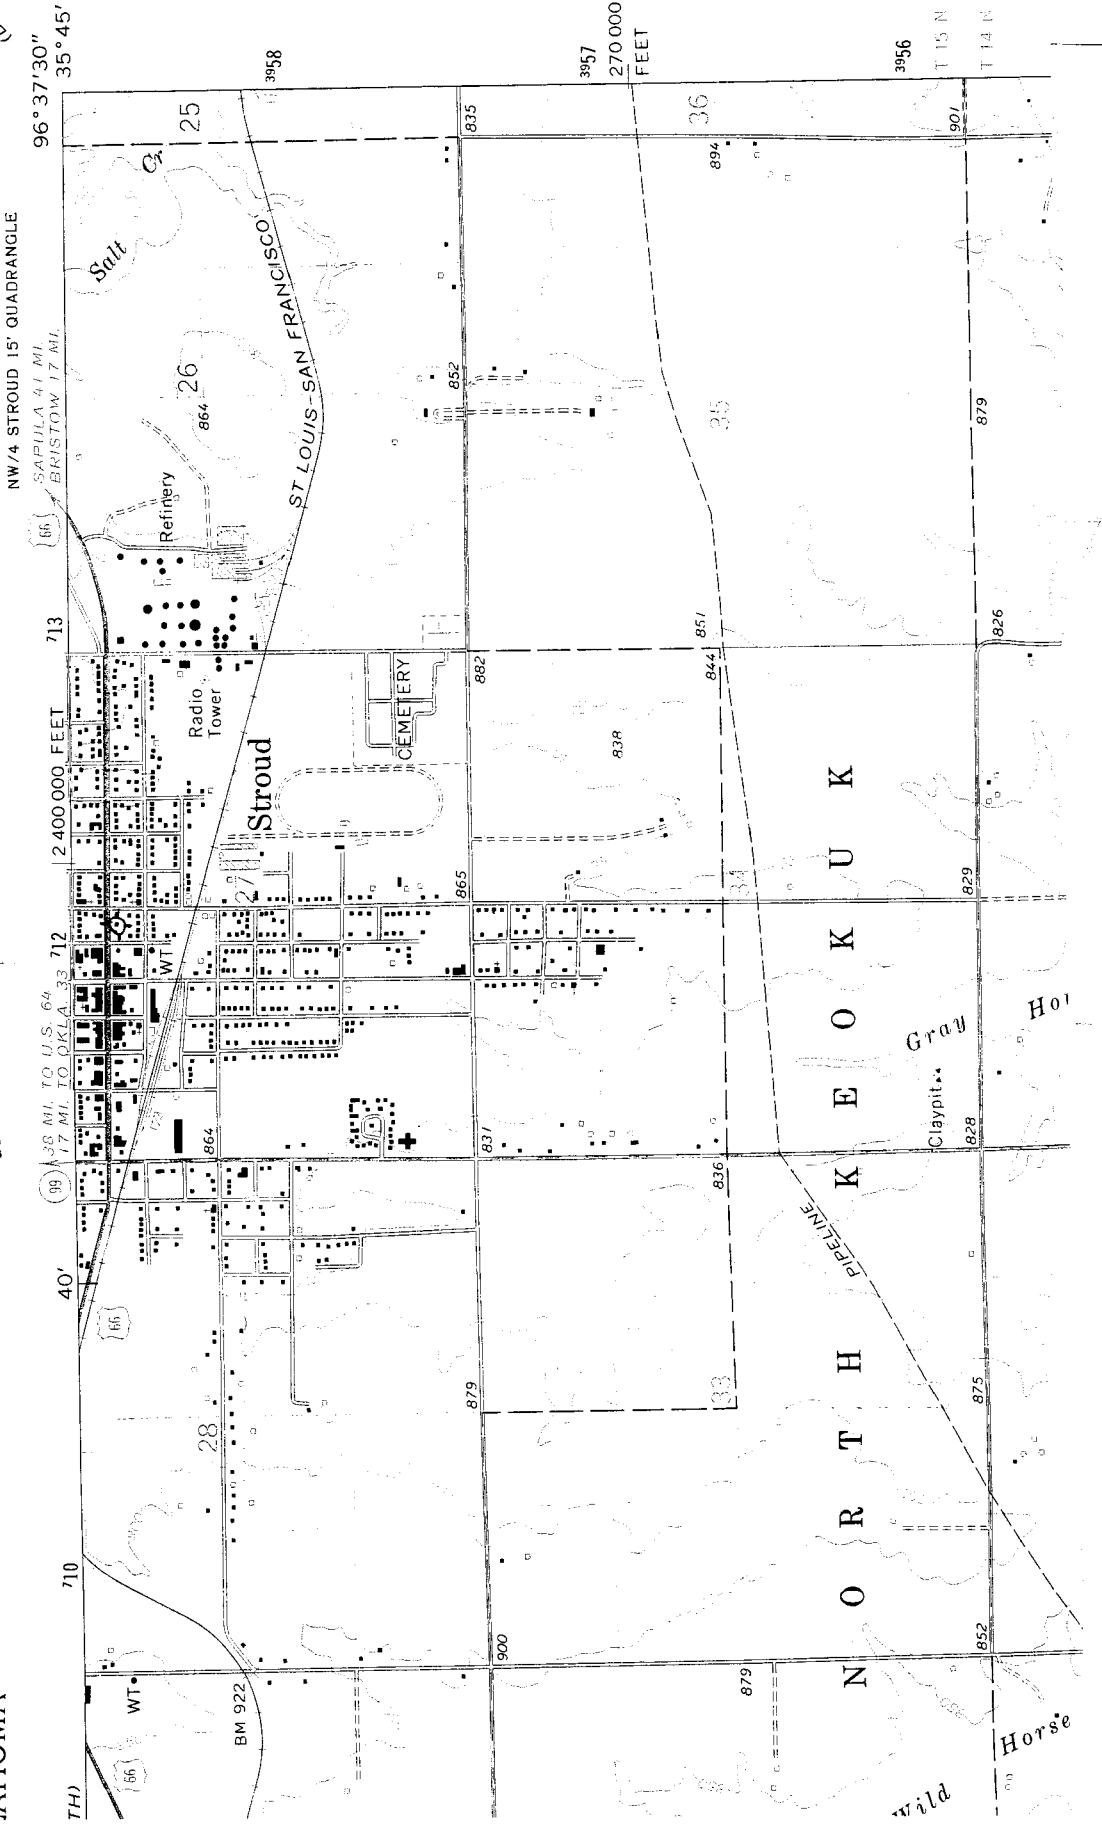 96°37'30"
35°45'
NW/4 STROUD 15' QUADRANGLE
SAPULA 41 MI.
BRISTOW 17 MI.
66
713
2 400 000 FEET
712
38 MI. TO U.S. 64
17 MI. TO OKLA. 33
99
40'
66
710
TH)
66
WT
BM 922
25
Cr.
Salt
26
864
Refinery
ST LOUIS-SAN FRANCISCO
Radio
Tower
Stroud
CEMETERY
27
WT
864
28
3958
835
852
882
865
831
879
900
3957
270 000
FEET
36
894
35
851
844
838
34
836
33
879
PIPELINE
NORTH KEOKUK
3956
T 15 N
T 14 N
901
879
826
829
828
875
852
Gray
Claypit
Wild
Horse